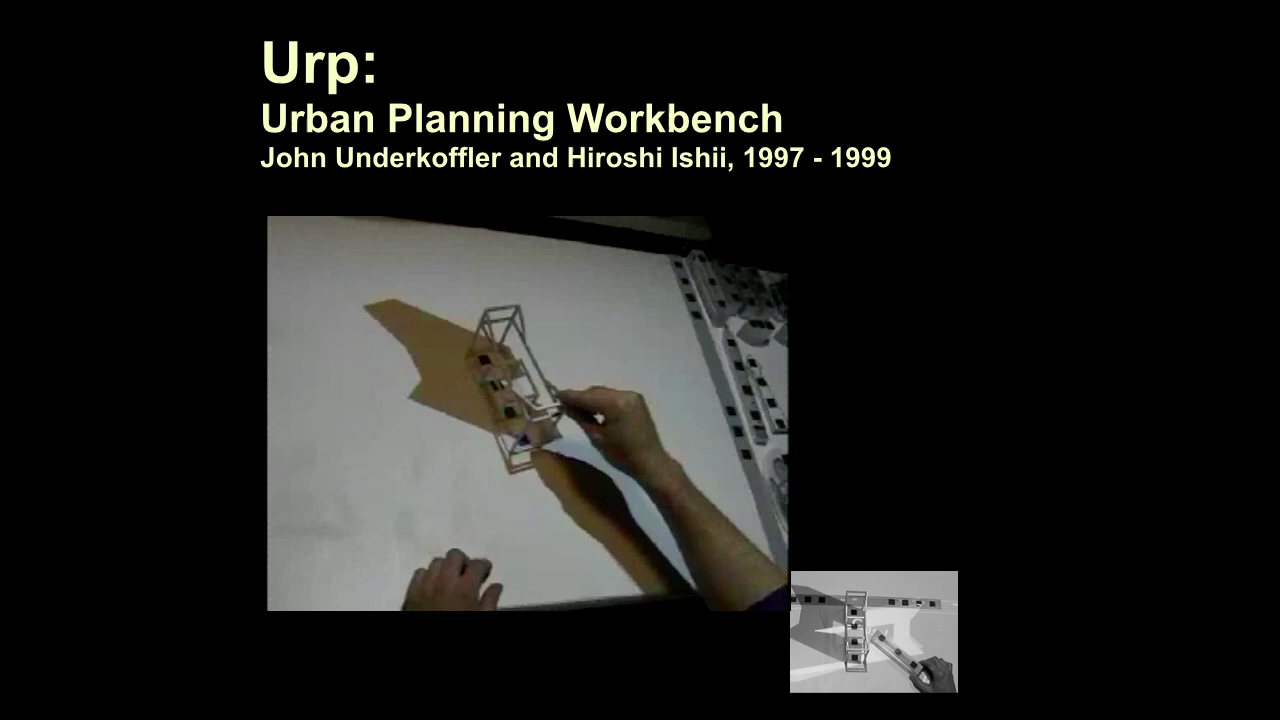 Urp:
Urban Planning Workbench
John Underkoffler and Hiroshi Ishii, 1997 - 1999